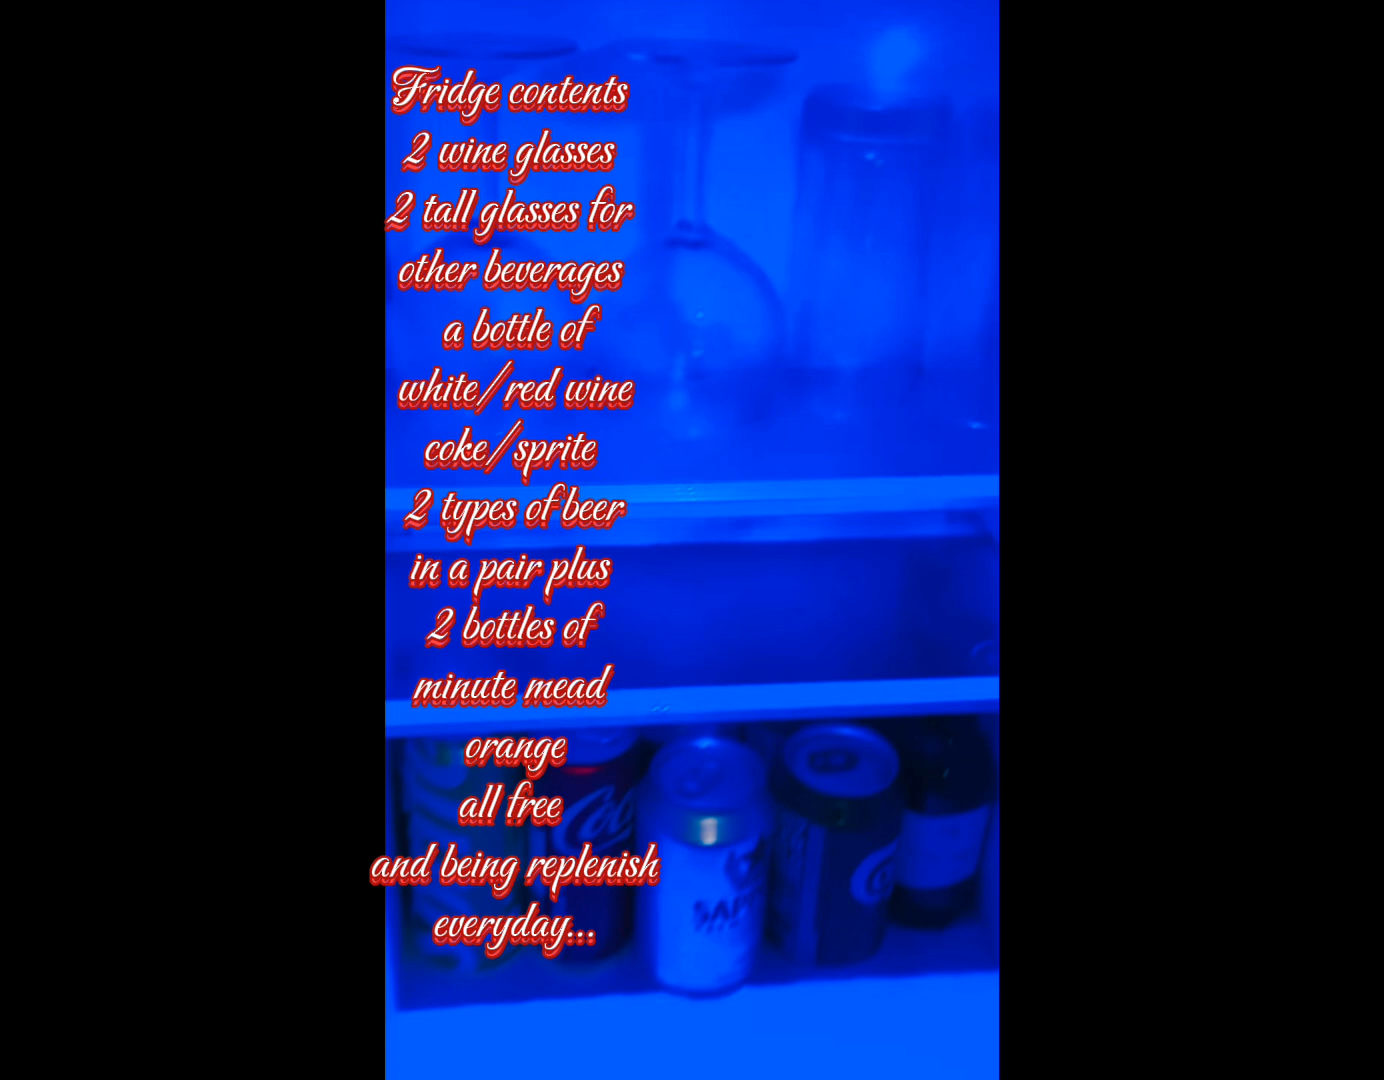 Fridge contents
2 wine glasses
2 tall glasses for
other beverages
a bottle of
white/red wine
coke/sprite
2 types of beer
in a pair plus
2 bottles of
minute mead
orange
all free
and being replenish
everyday...